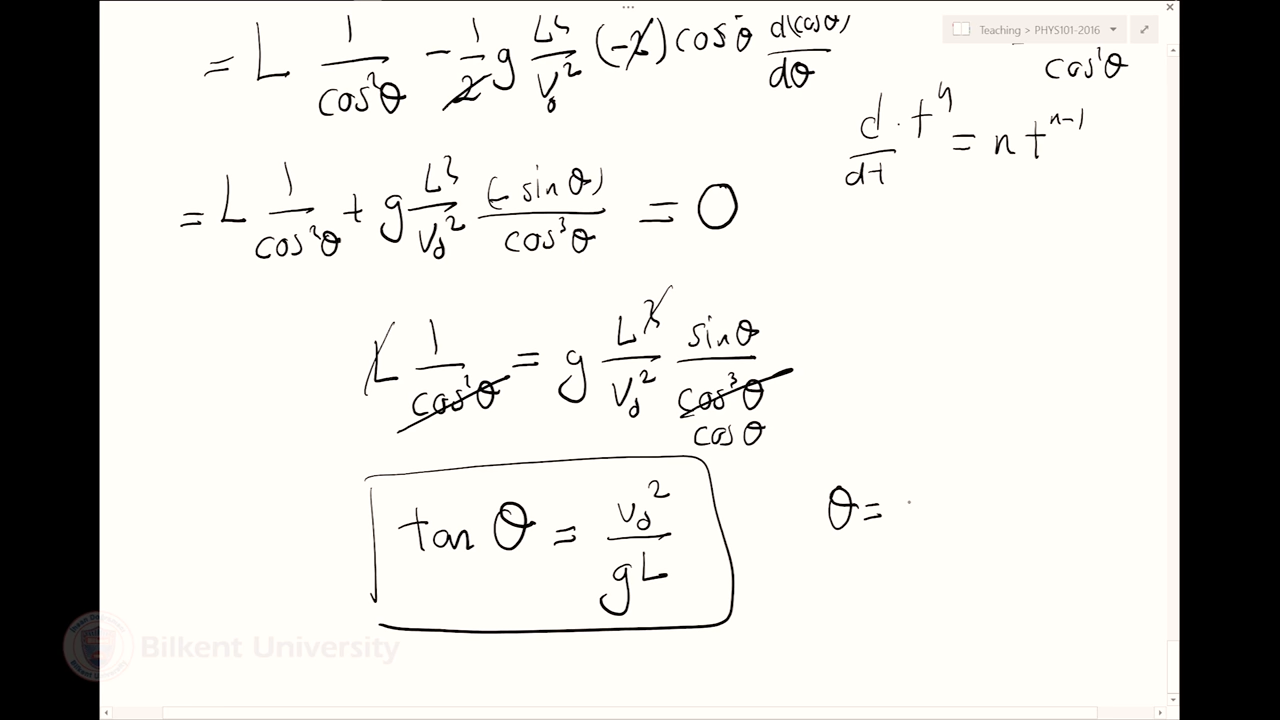 Teaching > PHYS101-2016
= L 1/cos²θ - 1/2 g L²/V₀² (-2) cos⁻³θ d(cosθ)/dθ
cos²θ
d/dt · tⁿ = n tⁿ⁻¹
= L 1/cos²θ + g L²/V₀² (-sinθ)/cos³θ = 0
L 1/cos²θ = g L²/V₀² sinθ/cos³θ
cosθ
tan θ = V₀²/gL
θ =
Bilkent University